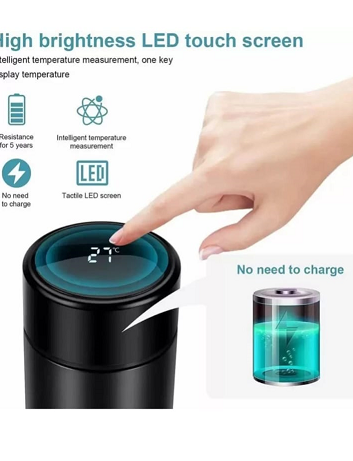 High brightness LED touch screen
ntelligent temperature measurement, one key
isplay temperature
Resistance
for 5 years
Intelligent temperature
measurement
LED
No need
to charge
Tactile LED screen
27°C
No need to charge